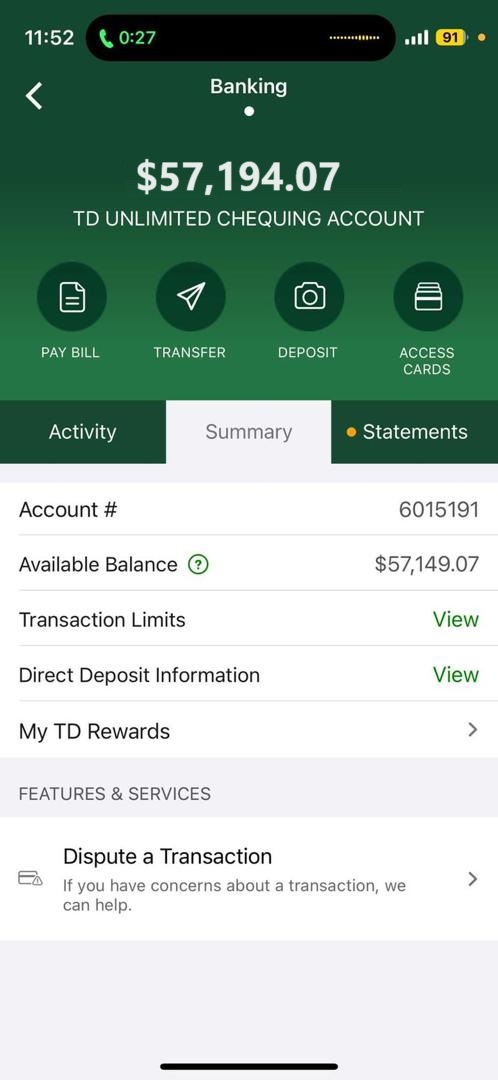 11:52 0:27 91
Banking
$57,194.07
TD UNLIMITED CHEQUING ACCOUNT
PAY BILL TRANSFER DEPOSIT ACCESS
CARDS
Activity Summary Statements
Account # 6015191
Available Balance ? $57,149.07
Transaction Limits View
Direct Deposit Information View
My TD Rewards
FEATURES & SERVICES
Dispute a Transaction
If you have concerns about a transaction, we
can help.